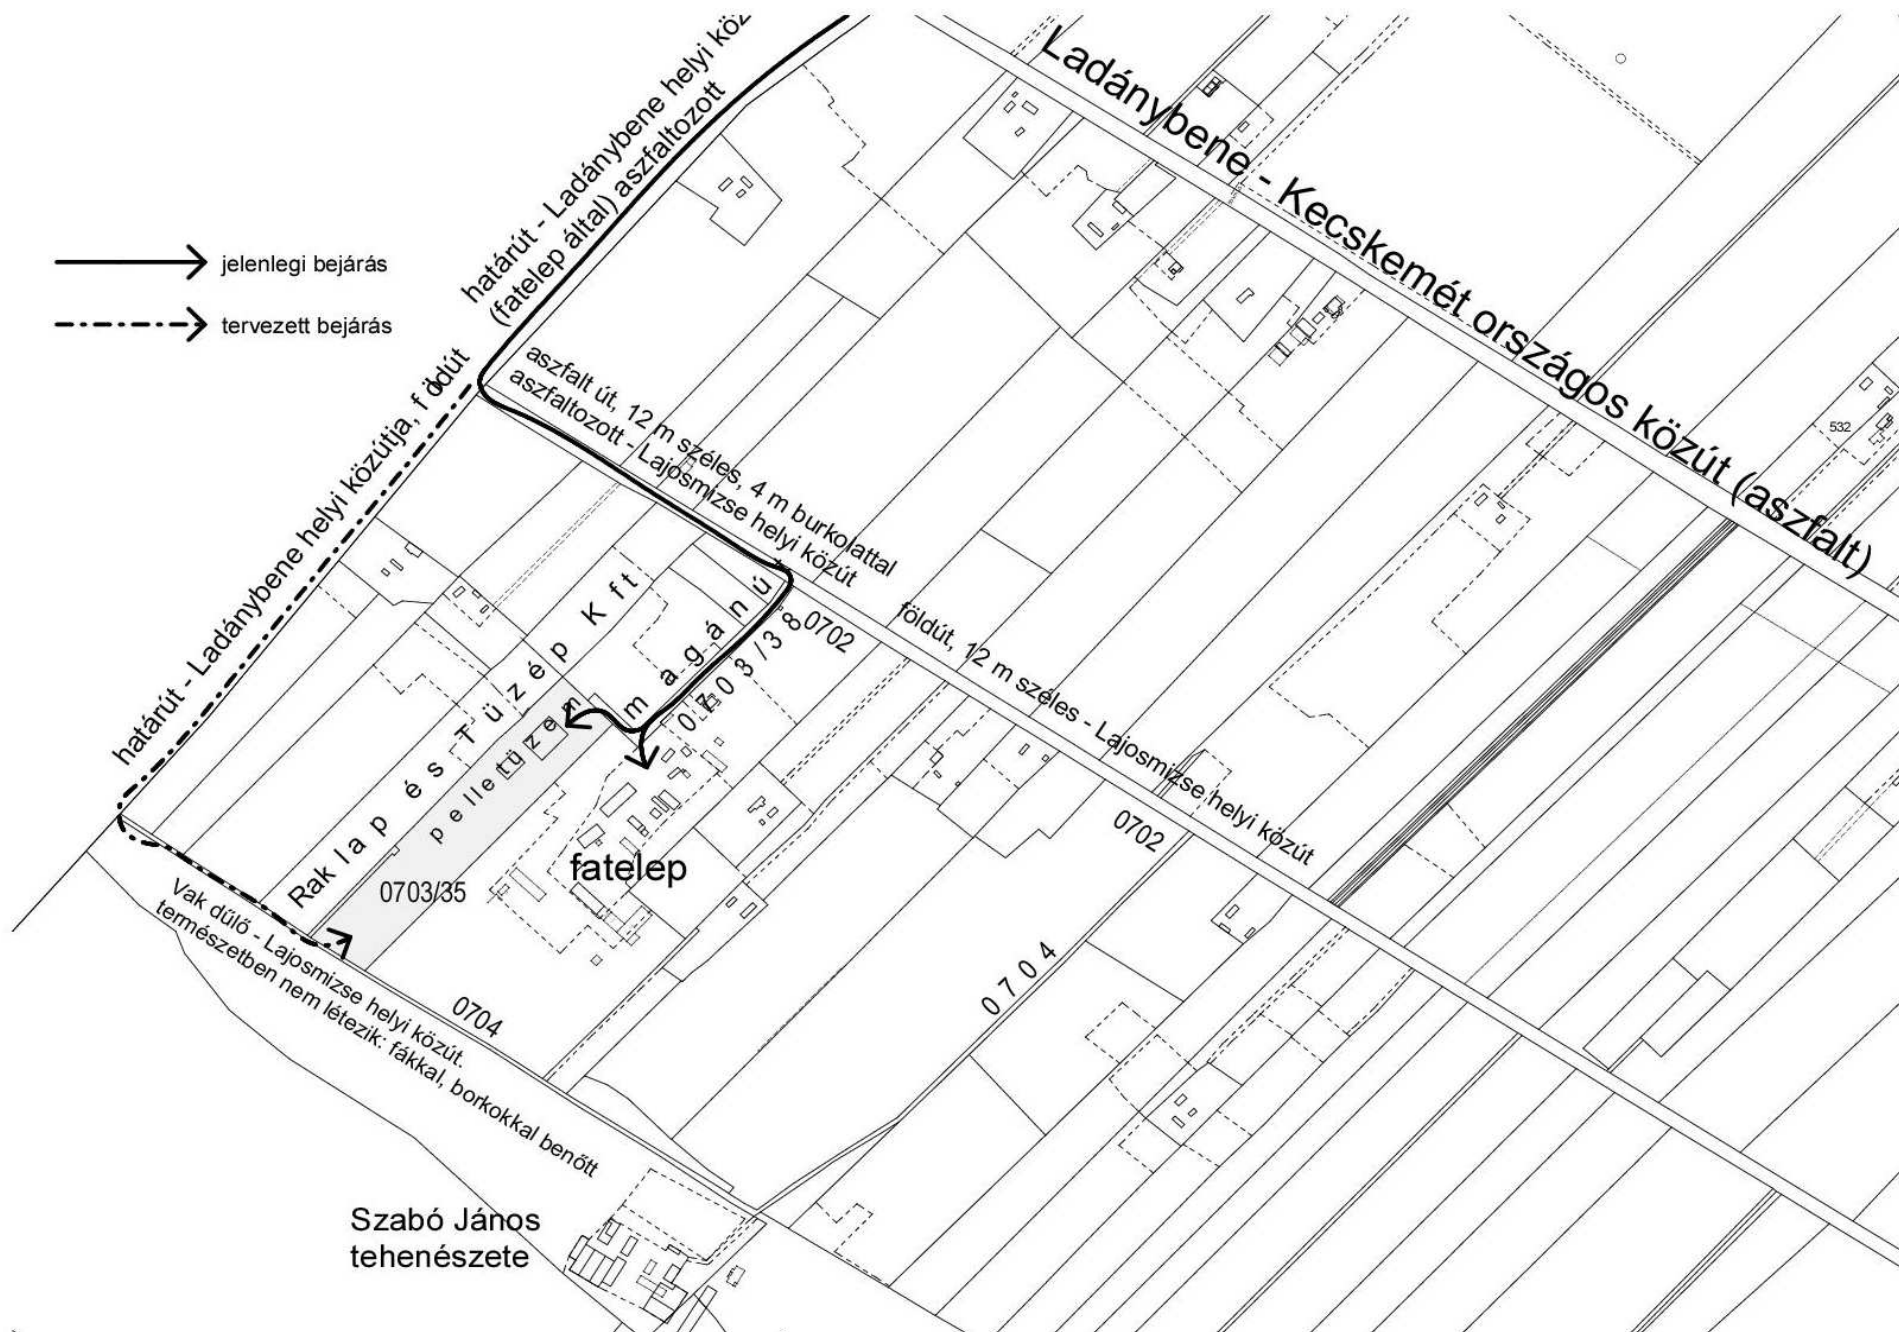 Ladánybene - Kecskemét országos közút (aszfalt)
határút - Ladánybene helyi köz
(fatelep által) aszfaltozott
jelenlegi bejárás
tervezett bejárás
aszfalt út, 12 m széles, 4 m burkolattal
aszfaltozott - Lajosmizse helyi közút
532
határút - Ladánybene helyi közútja, földút
magánút
0703/38
0702
földút, 12 m széles - Lajosmizse helyi közút
0702
Raklap és Tüzép Kft
pelletüzem
fatelep
0703/35
Vak dűlő - Lajosmizse helyi közút.
természetben nem létezik: fákkal, borkokkal benőtt
0704
0704
Szabó János
tehenészete